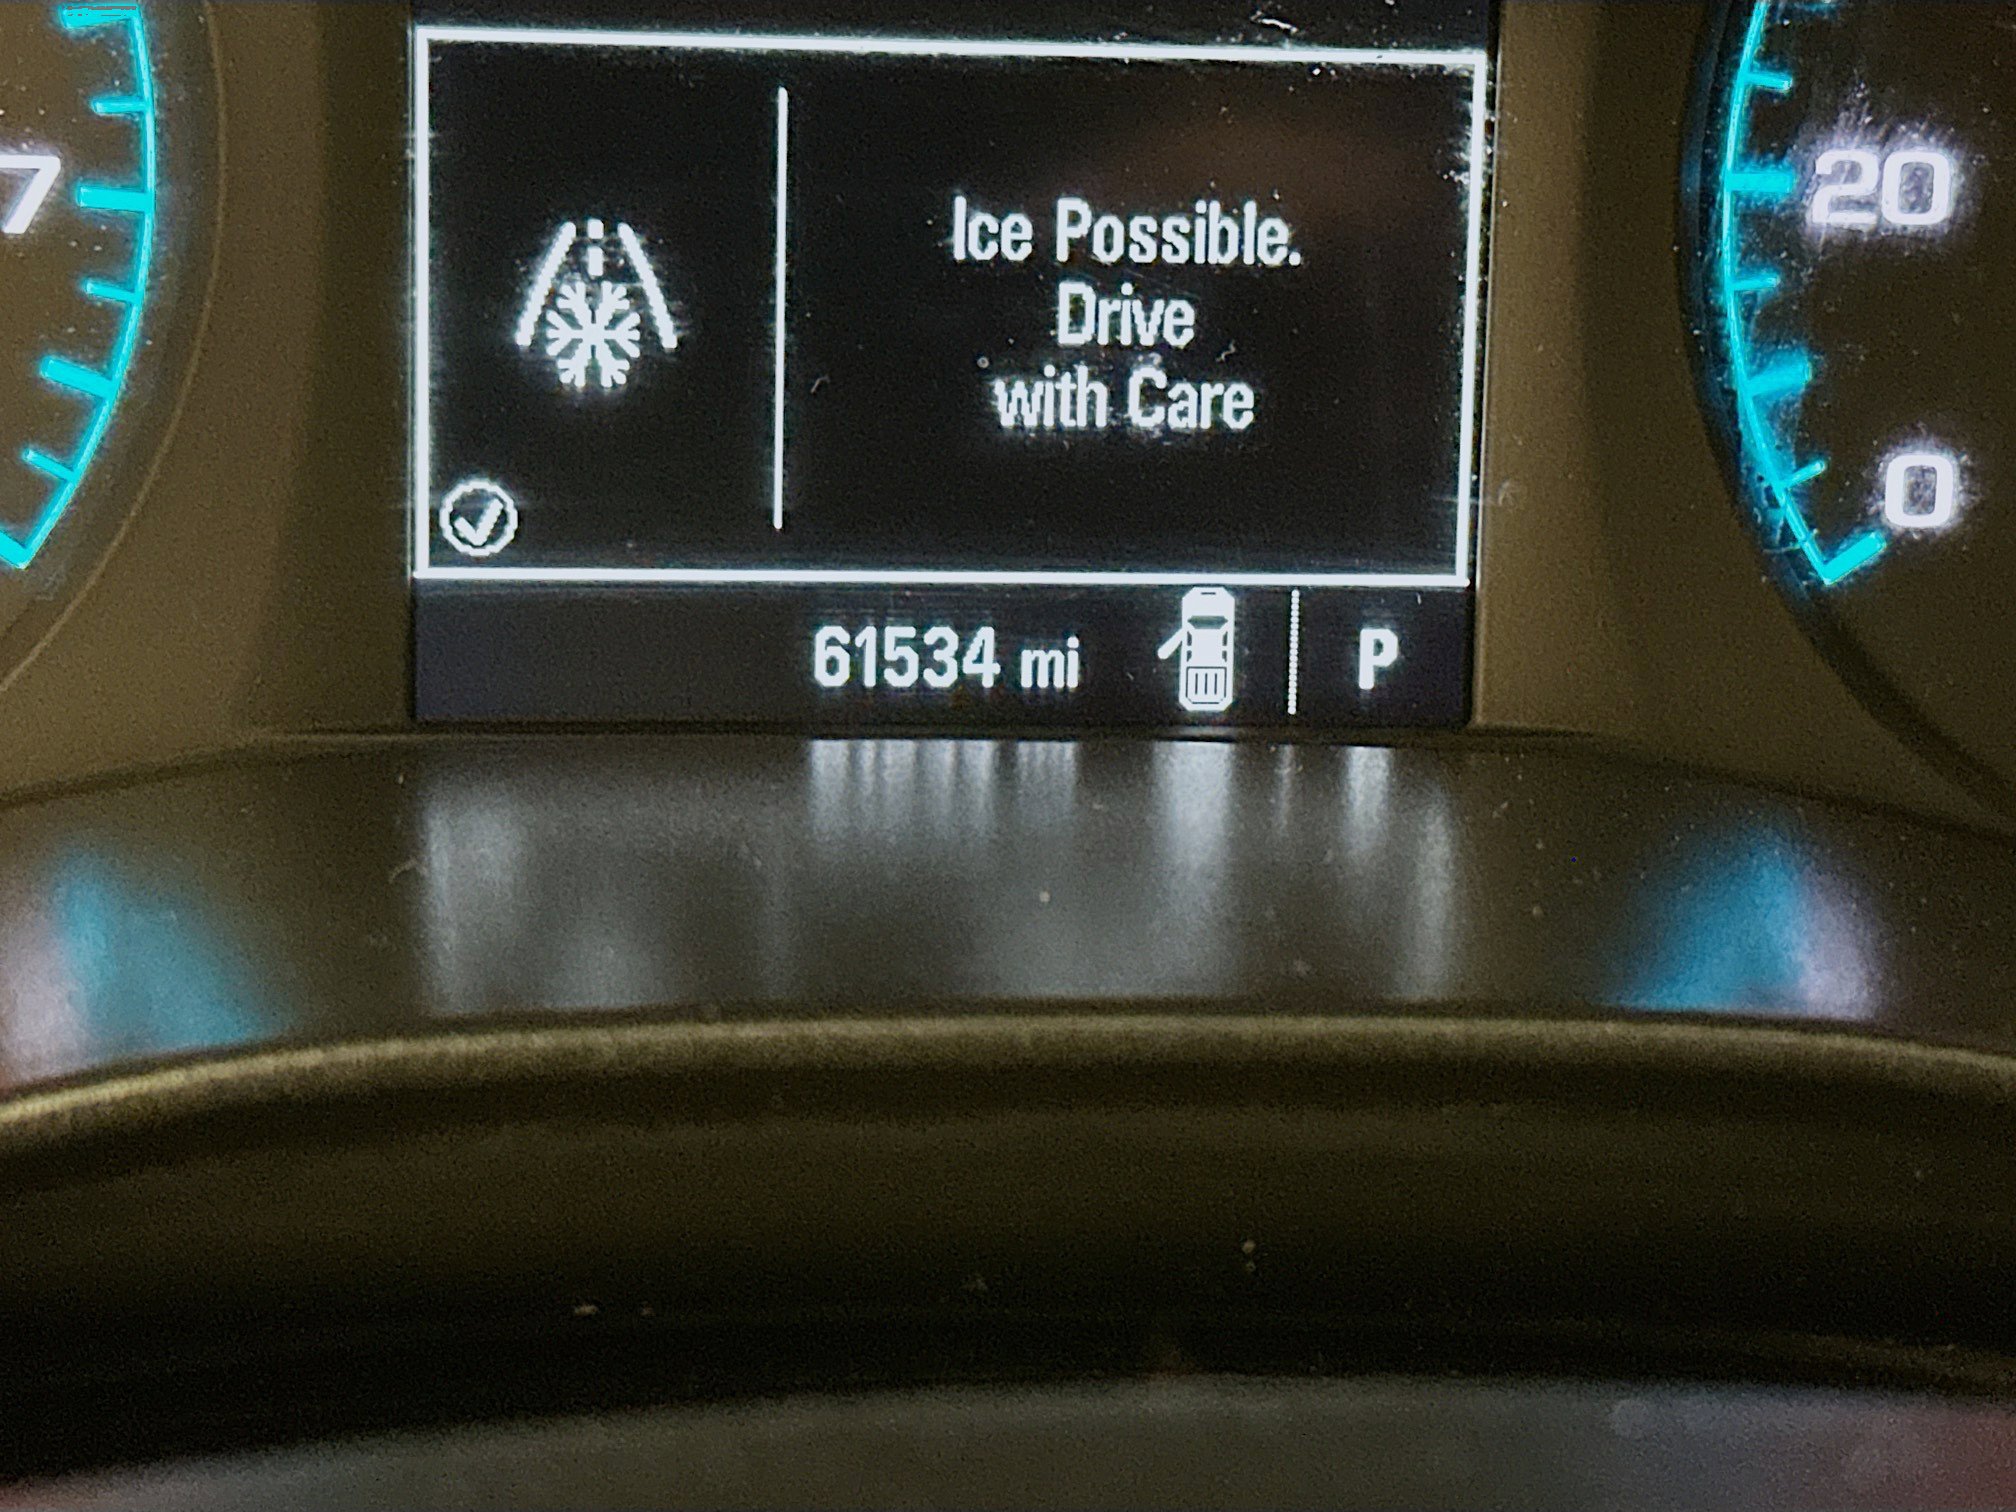 7
20
Ice Possible.
Drive
with Care
0
61534 mi
P